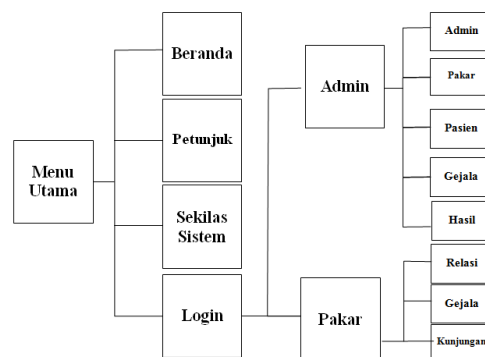 Menu
Utama
Beranda
Petunjuk
Sekilas
Sistem
Login
Admin
Pakar
Admin
Pakar
Pasien
Gejala
Hasil
Relasi
Gejala
Kunjungan